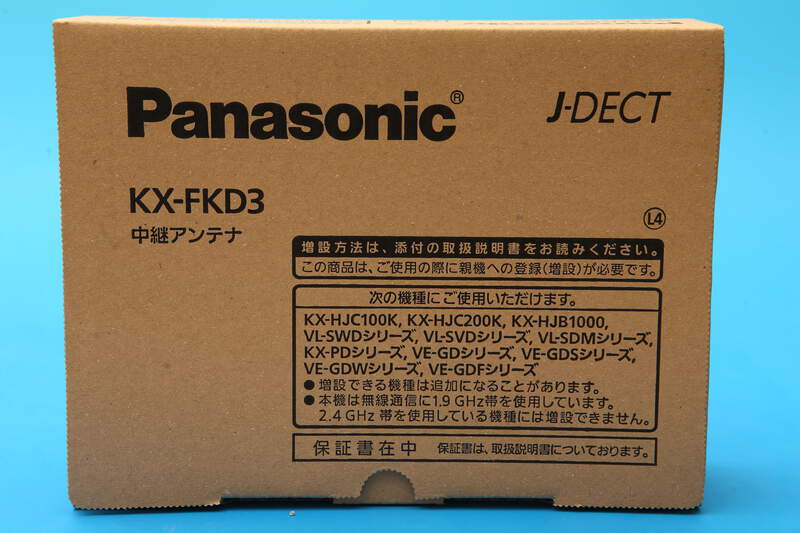 Panasonic®
J-DECT
KX-FKD3
中継アンテナ
L4
増設方法は、添付の取扱説明書をお読みください。
この商品は、ご使用の際に親機への登録(増設)が必要です。
次の機種にご使用いただけます。
KX-HJC100K, KX-HJC200K, KX-HJB1000,
VL-SWDシリーズ, VL-SVDシリーズ, VL-SDMシリーズ,
KX-PDシリーズ, VE-GDシリーズ, VE-GDSシリーズ,
VE-GDWシリーズ, VE-GDFシリーズ
●増設できる機種は追加になることがあります。
●本機は無線通信に1.9 GHz帯を使用しています。
2.4 GHz 帯を使用している機種には増設できません。
保証書在中 保証書は、取扱説明書についております。